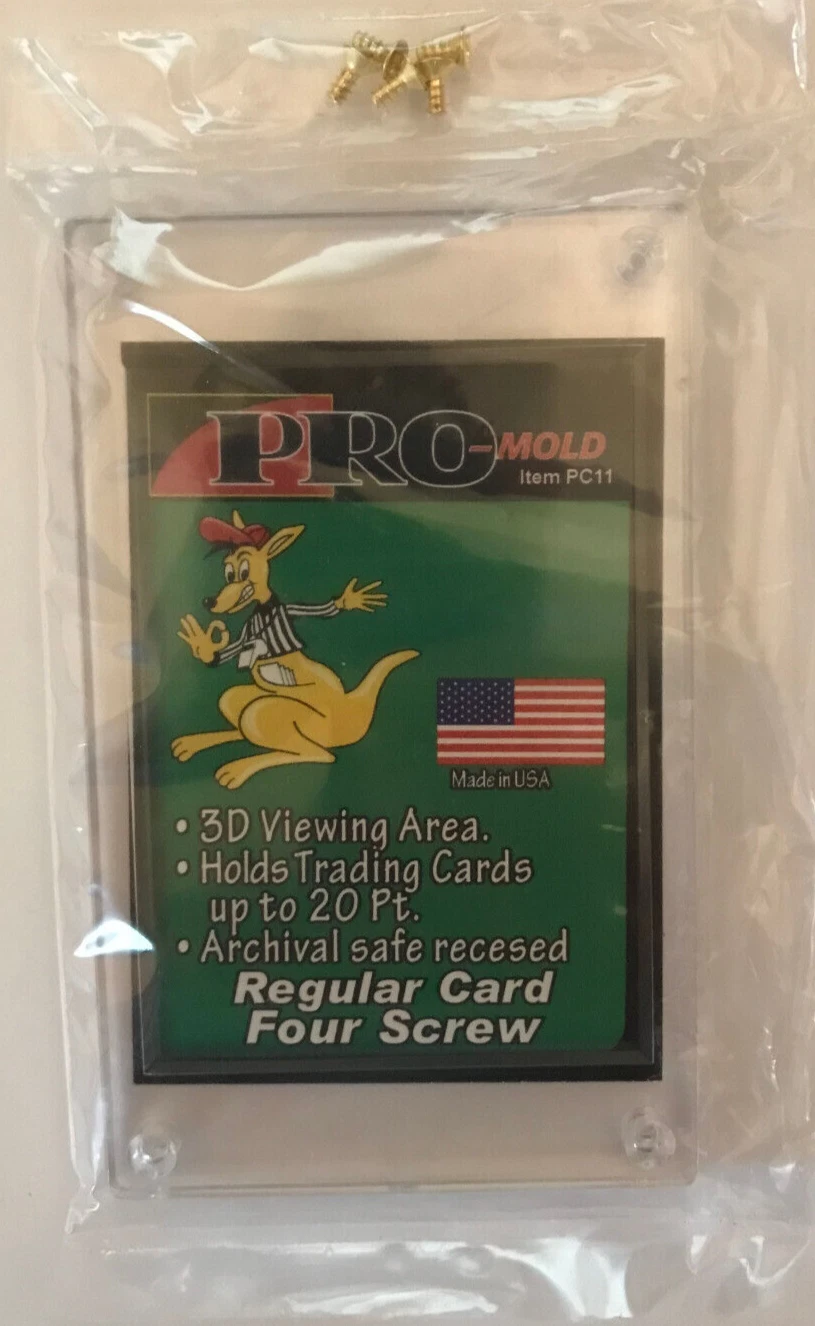 PRO-MOLD
Item PC11
Made in USA
• 3D Viewing Area.
• Holds Trading Cards
up to 20 Pt.
• Archival safe recesed
Regular Card
Four Screw